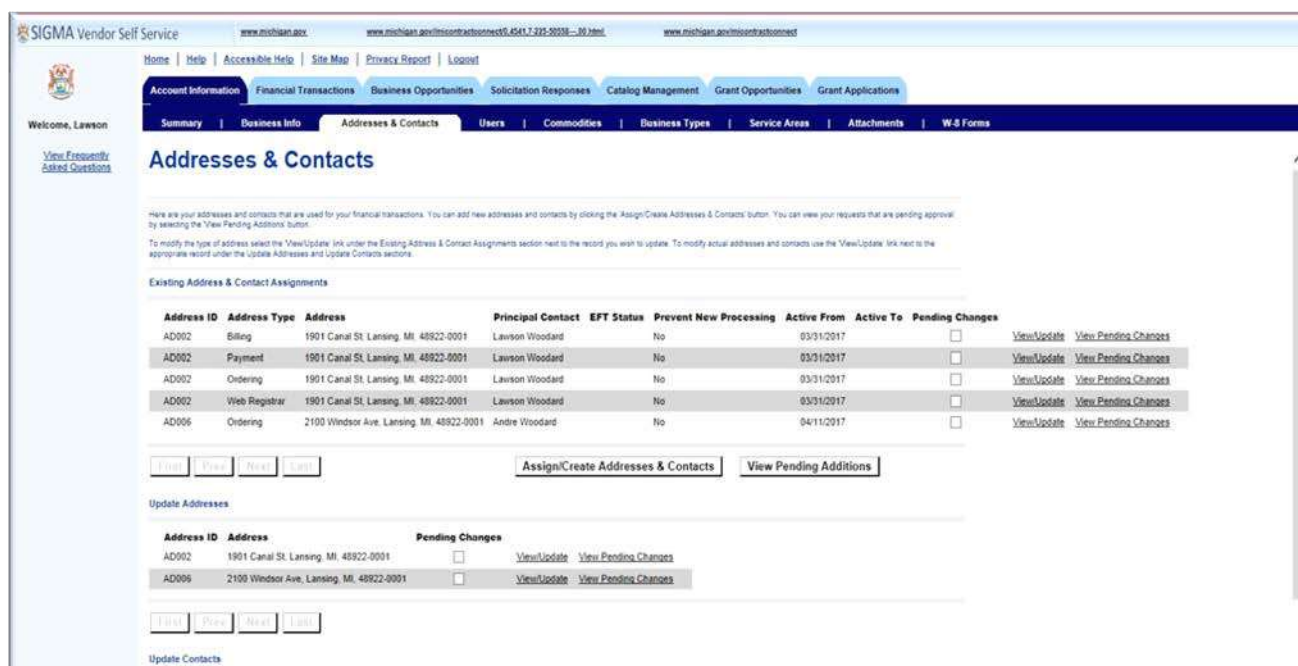 SIGMA Vendor Self Service www.michigan.gov www.michigan.gov/micontractconnect/0,4541,7-225-50558---,00.html www.michigan.gov/micontractconnect
Home | Help | Accessible Help | Site Map | Privacy Report | Logout
Account Information Financial Transactions Business Opportunities Solicitation Responses Catalog Management Grant Opportunities Grant Applications
Welcome, Lawson
Summary | Business Info Addresses & Contacts Users | Commodities | Business Types | Service Areas | Attachments | W-8 Forms
View Frequently
Asked Questions
Addresses & Contacts
Here are your addresses and contacts that are used for your financial transactions. You can add new addresses and contacts by clicking the 'Assign/Create Addresses & Contacts' button. You can view your requests that are pending approval
by selecting the 'View Pending Additions' button.
To modify the type of address select the 'View/Update' link under the Existing Address & Contact Assignments section next to the record you wish to update. To modify actual addresses and contacts use the 'View/Update' link next to the
appropriate record under the Update Addresses and Update Contacts sections.
Existing Address & Contact Assignments
Address ID Address Type Address Principal Contact EFT Status Prevent New Processing Active From Active To Pending Changes
AD002 Billing 1901 Canal St, Lansing, MI, 48922-0001 Lawson Woodard No 03/31/2017 View/Update View Pending Changes
AD002 Payment 1901 Canal St, Lansing, MI, 48922-0001 Lawson Woodard No 03/31/2017 View/Update View Pending Changes
AD002 Ordering 1901 Canal St, Lansing, MI, 48922-0001 Lawson Woodard No 03/31/2017 View/Update View Pending Changes
AD002 Web Registrar 1901 Canal St, Lansing, MI, 48922-0001 Lawson Woodard No 03/31/2017 View/Update View Pending Changes
AD006 Ordering 2100 Windsor Ave, Lansing, MI, 48922-0001 Andre Woodard No 04/11/2017 View/Update View Pending Changes
First Prev Next Last Assign/Create Addresses & Contacts View Pending Additions
Update Addresses
Address ID Address Pending Changes
AD002 1901 Canal St, Lansing, MI, 48922-0001 View/Update View Pending Changes
AD006 2100 Windsor Ave, Lansing, MI, 48922-0001 View/Update View Pending Changes
First Prev Next Last
Update Contacts